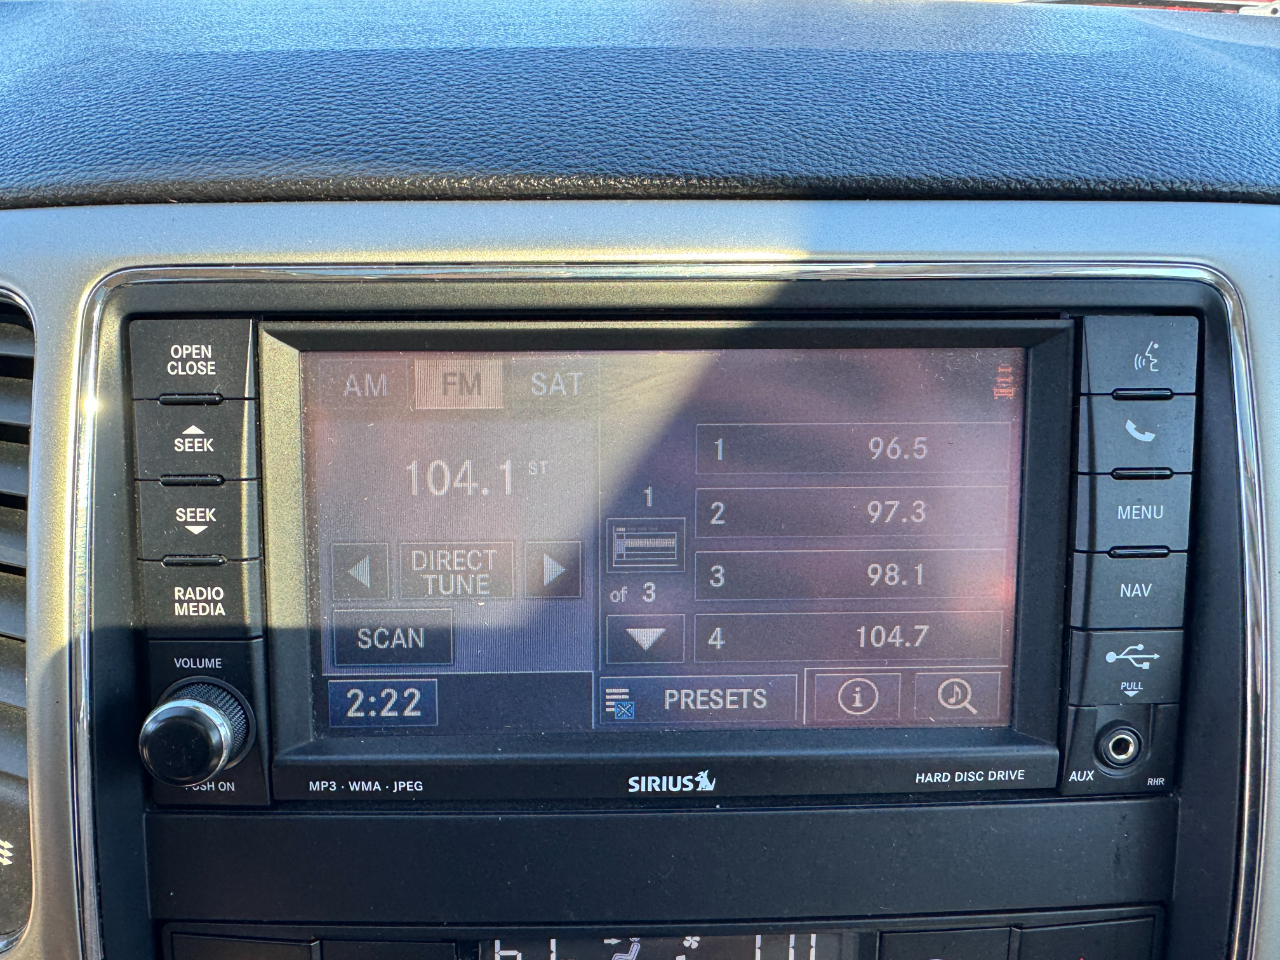 OPEN
CLOSE
SEEK
SEEK
RADIO
MEDIA
VOLUME
PUSH ON
AM FM SAT
104.1 ST
DIRECT
TUNE
SCAN
2:22
1
of 3
1 96.5
2 97.3
3 98.1
4 104.7
PRESETS
i
MENU
NAV
PULL
AUX
RHR
MP3 · WMA · JPEG
SIRIUS
HARD DISC DRIVE